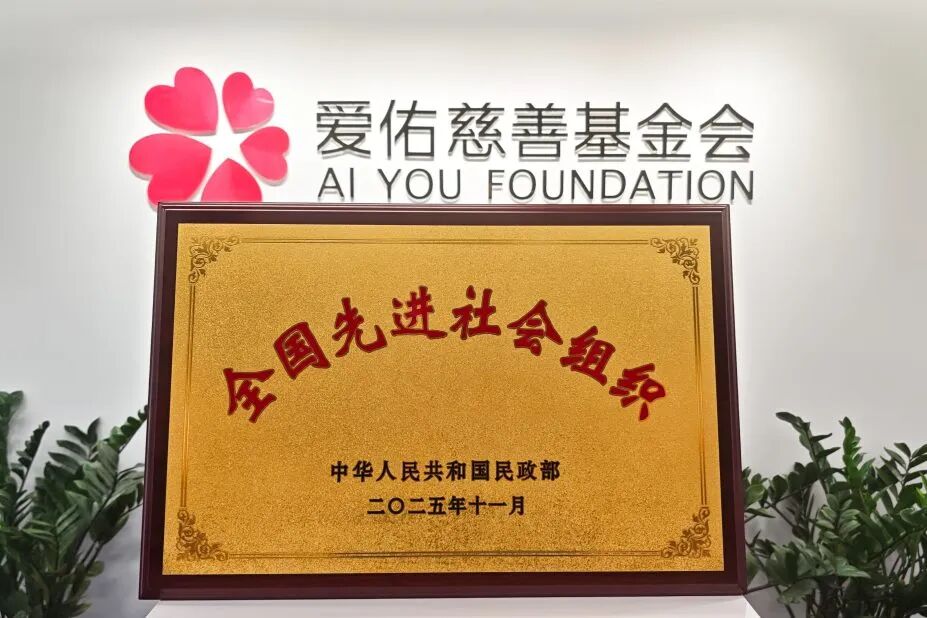 爱佑慈善基金会
AI YOU FOUNDATION
全国先进社会组织
中华人民共和国民政部
二〇二五年十一月